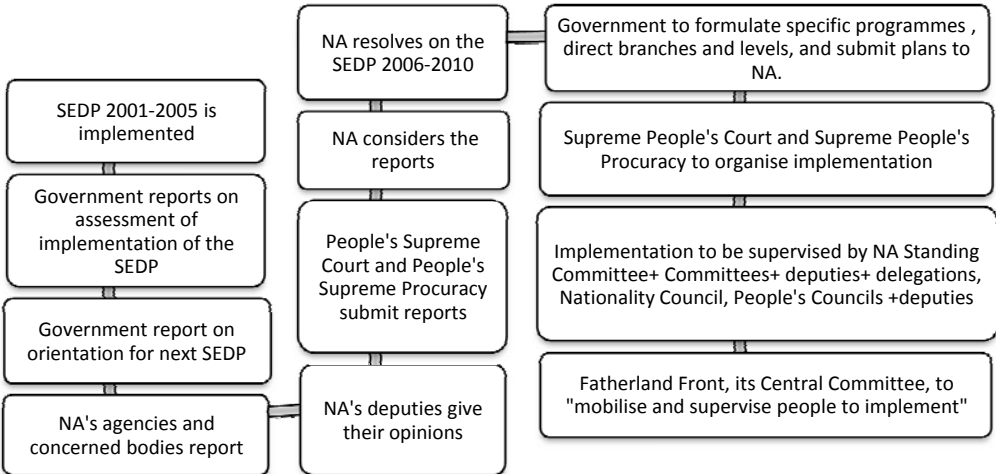 SEDP 2001-2005 is
implemented
Government reports on
assessment of
implementation of the
SEDP
Government report on
orientation for next SEDP
NA's agencies and
concerned bodies report
NA's deputies give
their opinions
People's Supreme
Court and People's
Supreme Procuracy
submit reports
NA considers the
reports
NA resolves on the
SEDP 2006-2010
Government to formulate specific programmes ,
direct branches and levels, and submit plans to
NA.
Supreme People's Court and Supreme People's
Procuracy to organise implementation
Implementation to be supervised by NA Standing
Committee+ Committees+ deputies+ delegations,
Nationality Council, People's Councils +deputies
Fatherland Front, its Central Committee, to
"mobilise and supervise people to implement"